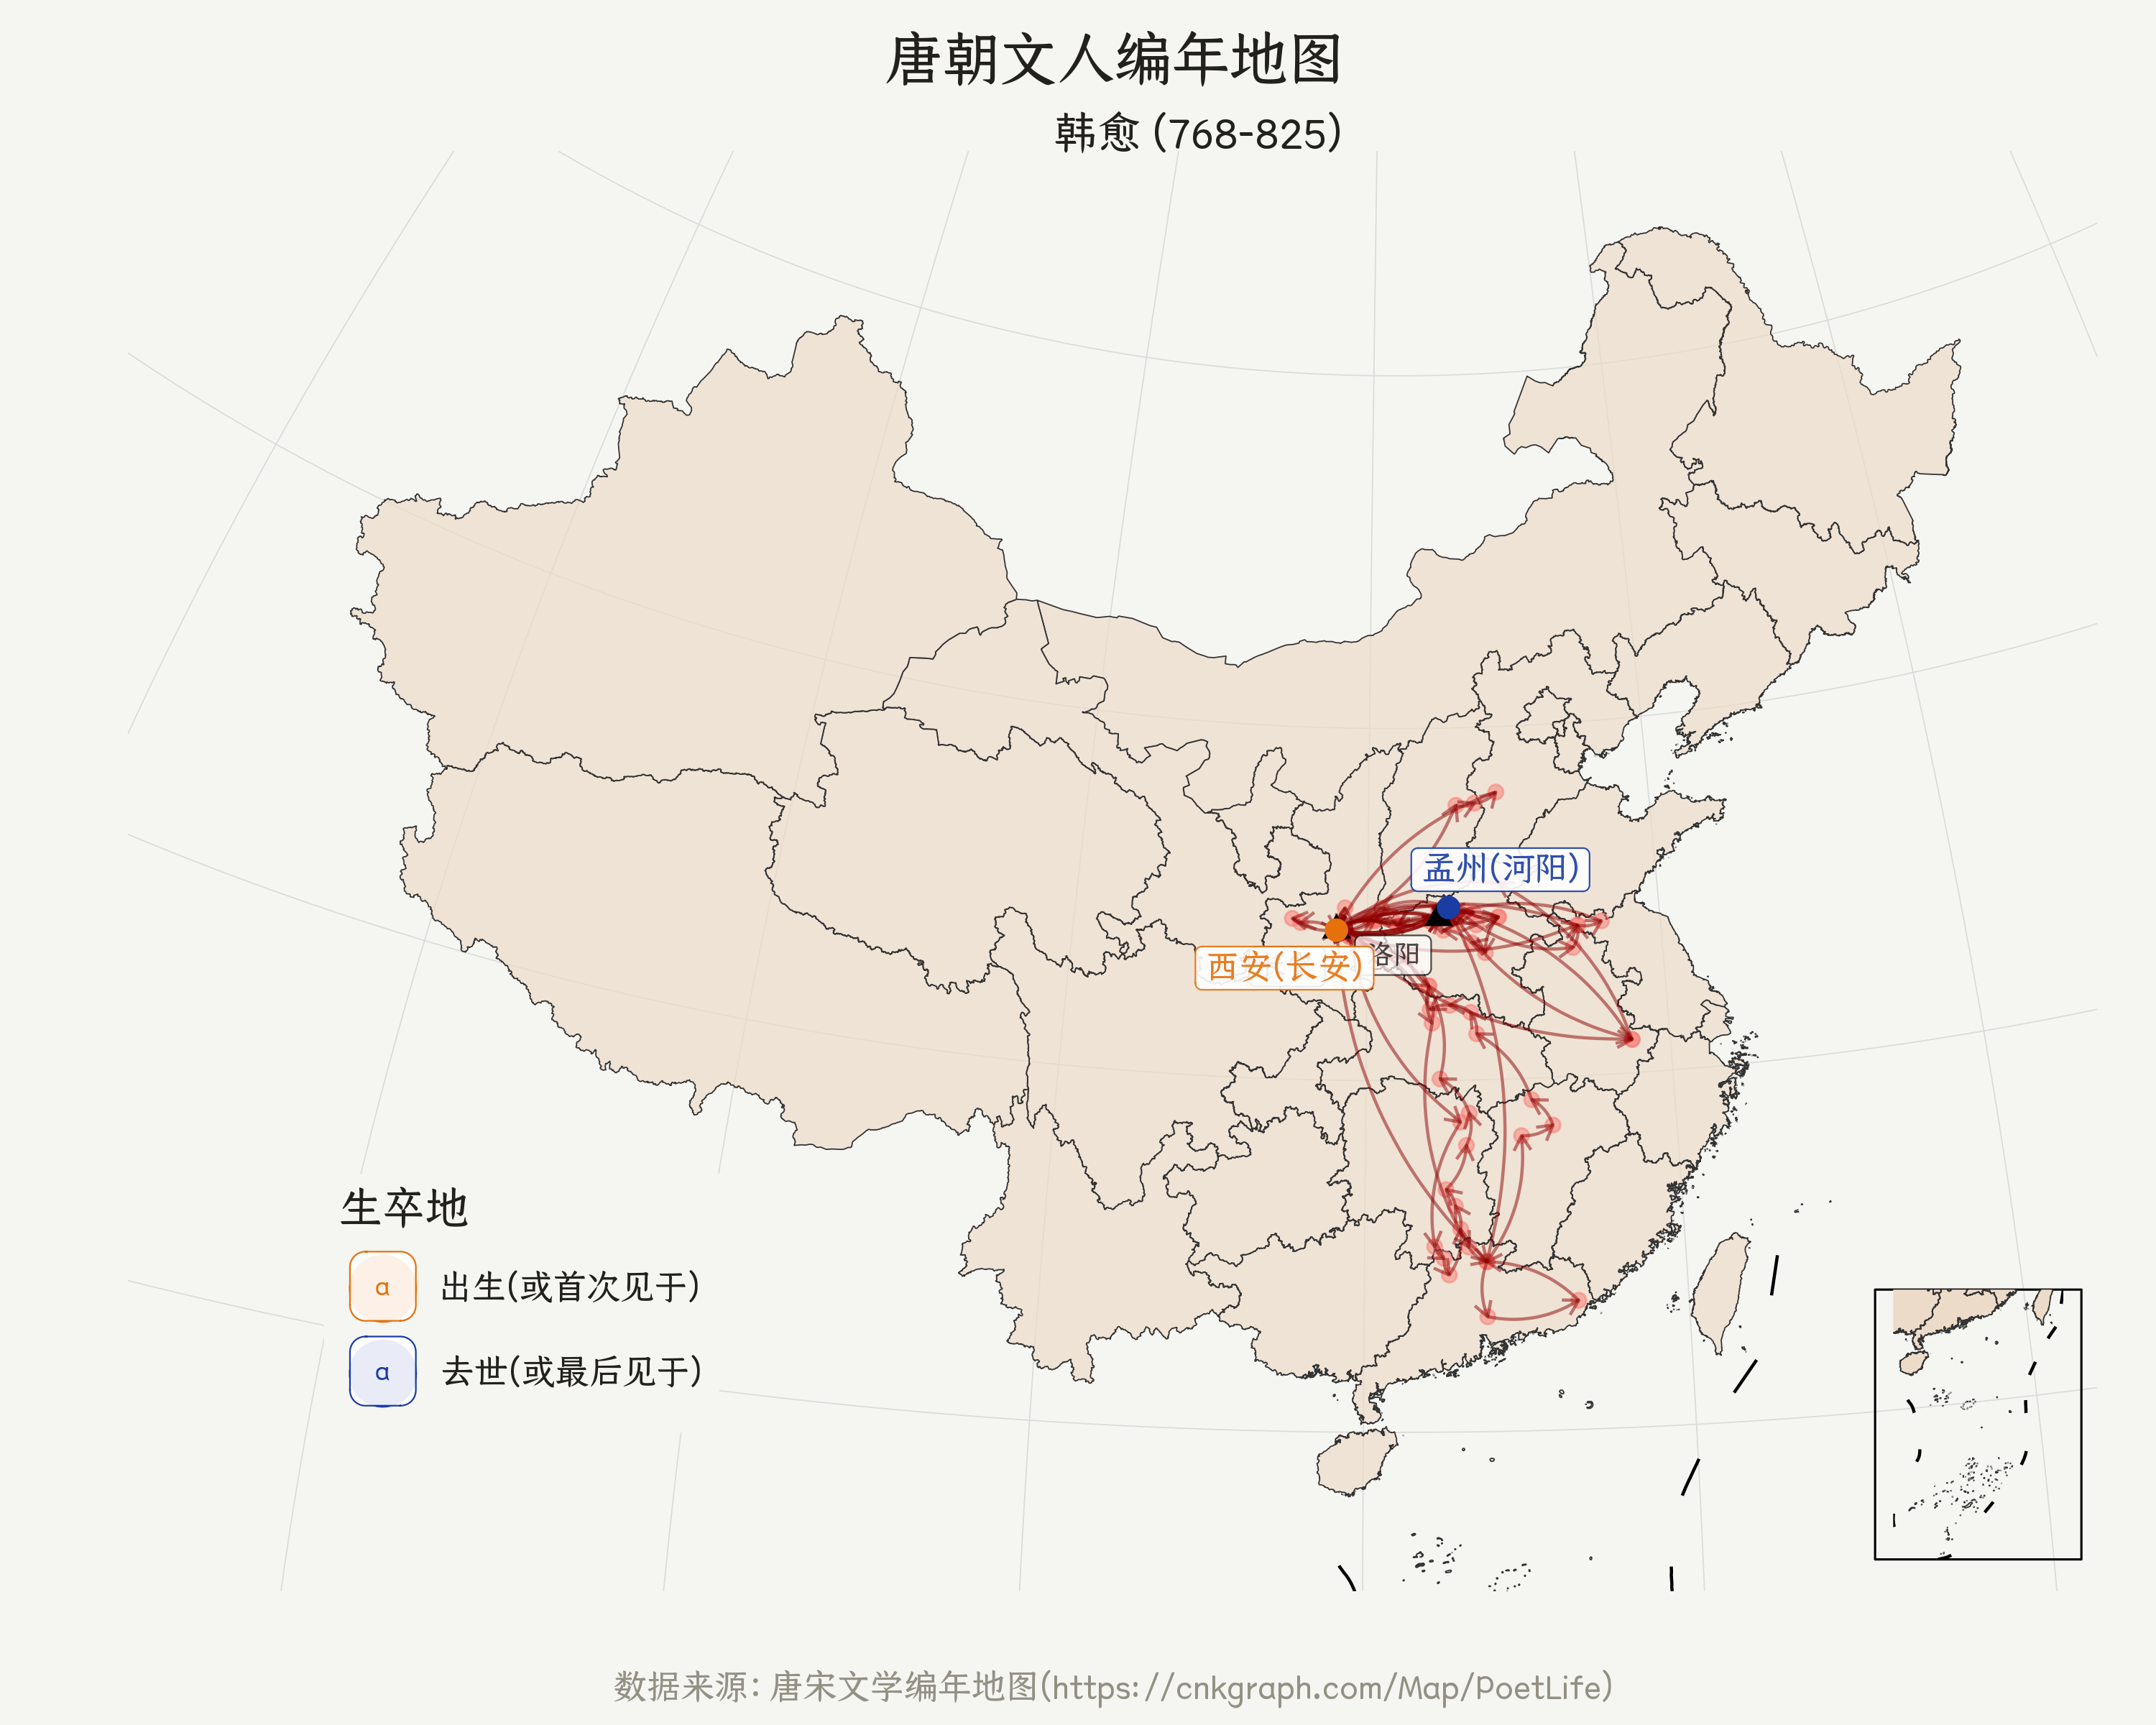 唐朝文人编年地图
韩愈 (768-825)
孟州(河阳)
洛阳
西安(长安)
生卒地
a 出生(或首次见于)
a 去世(或最后见于)
数据来源: 唐宋文学编年地图(https://cnkgraph.com/Map/PoetLife)